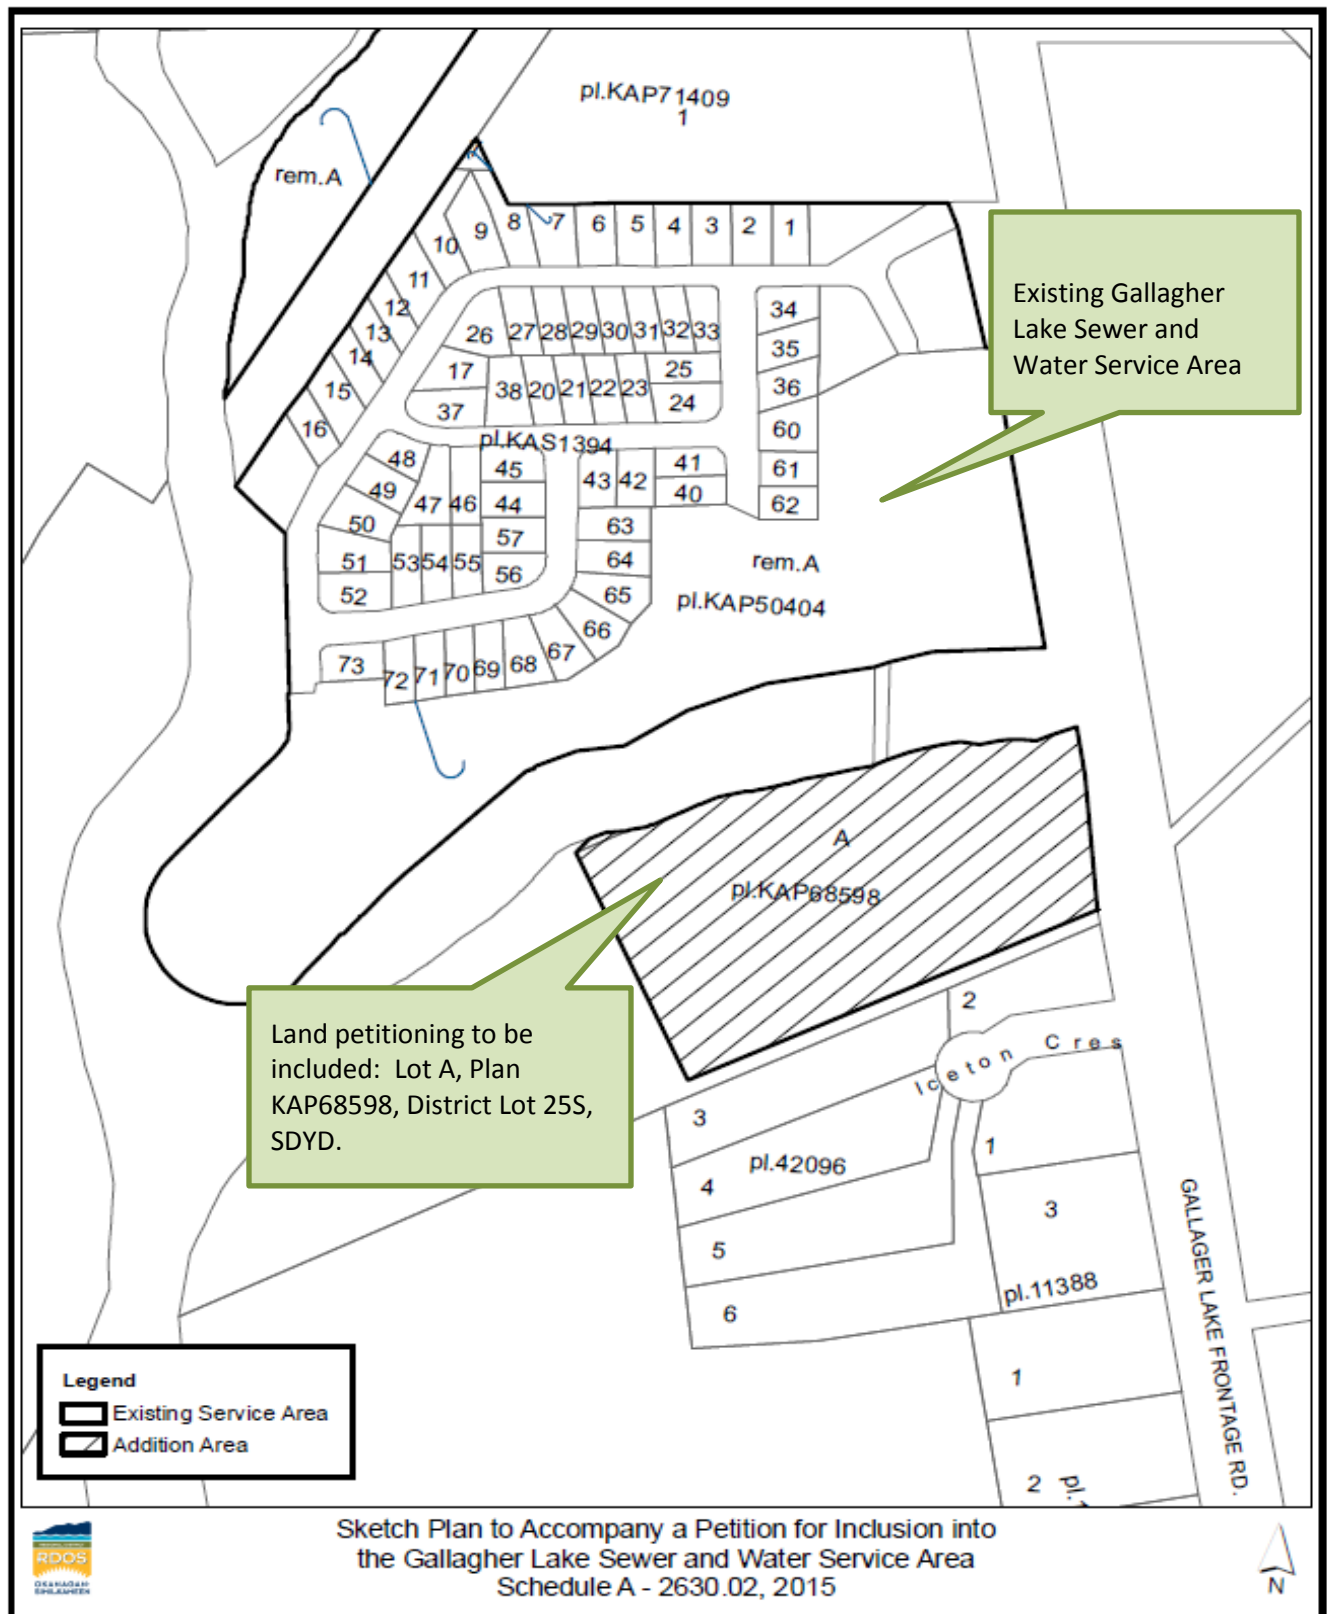 pl.KAP71409
1
rem.A
10 9 8 7 6 5 4 3 2 1
11
12
13
14
15
16
26 27 28 29 30 31 32 33
34
35
36
60
61
62
17
37
38 20 21 22 23
25
24
pl.KAS1394
48
49
50
51
52
47 46
45
44
57
56
53 54 55
43 42
41
40
63
64
65
66
67
68
69
70
71
72
73
rem.A
pl.KAP50404
Existing Gallagher
Lake Sewer and
Water Service Area
A
pl.KAP68598
Land petitioning to be
included: Lot A, Plan
KAP68598, District Lot 25S,
SDYD.
2
Iceton Cres
3
pl.42096
4
5
6
1
3
pl.11388
1
2
GALLAGER LAKE FRONTAGE RD.
Legend
Existing Service Area
Addition Area
RDOS
OKANAGAN-
SIMILKAMEEN
Sketch Plan to Accompany a Petition for Inclusion into
the Gallagher Lake Sewer and Water Service Area
Schedule A - 2630.02, 2015
N